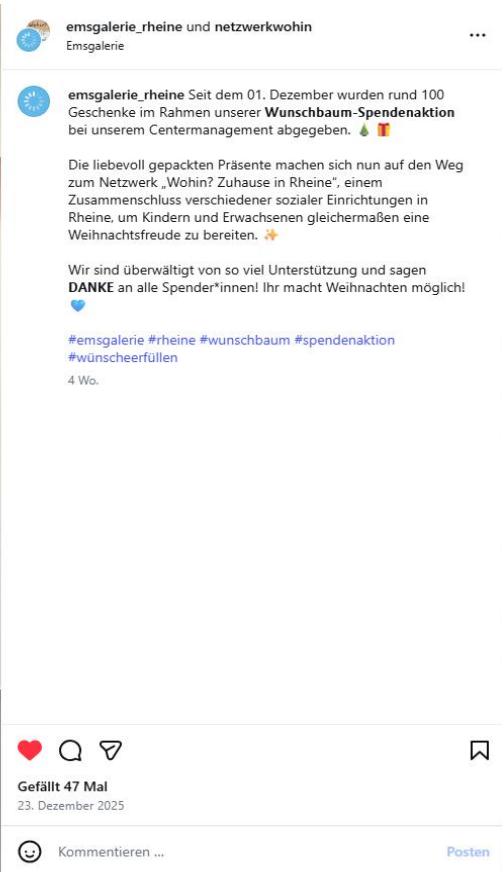 emsgalerie_rheine und netzwerkwohin
Emsgalerie
emsgalerie_rheine Seit dem 01. Dezember wurden rund 100
Geschenke im Rahmen unserer Wunschbaum-Spendenaktion
bei unserem Centermanagement abgegeben. 🎄 🎁
Die liebevoll gepackten Präsente machen sich nun auf den Weg
zum Netzwerk „Wohin? Zuhause in Rheine“, einem
Zusammenschluss verschiedener sozialer Einrichtungen in
Rheine, um Kindern und Erwachsenen gleichermaßen eine
Weihnachtsfreude zu bereiten. ✨
Wir sind überwältigt von so viel Unterstützung und sagen
DANKE an alle Spender*innen! Ihr macht Weihnachten möglich!
💙
#emsgalerie #rheine #wunschbaum #spendenaktion
#wünscheerfüllen
4 Wo.
Gefällt 47 Mal
23. Dezember 2025
Kommentieren ...
Posten